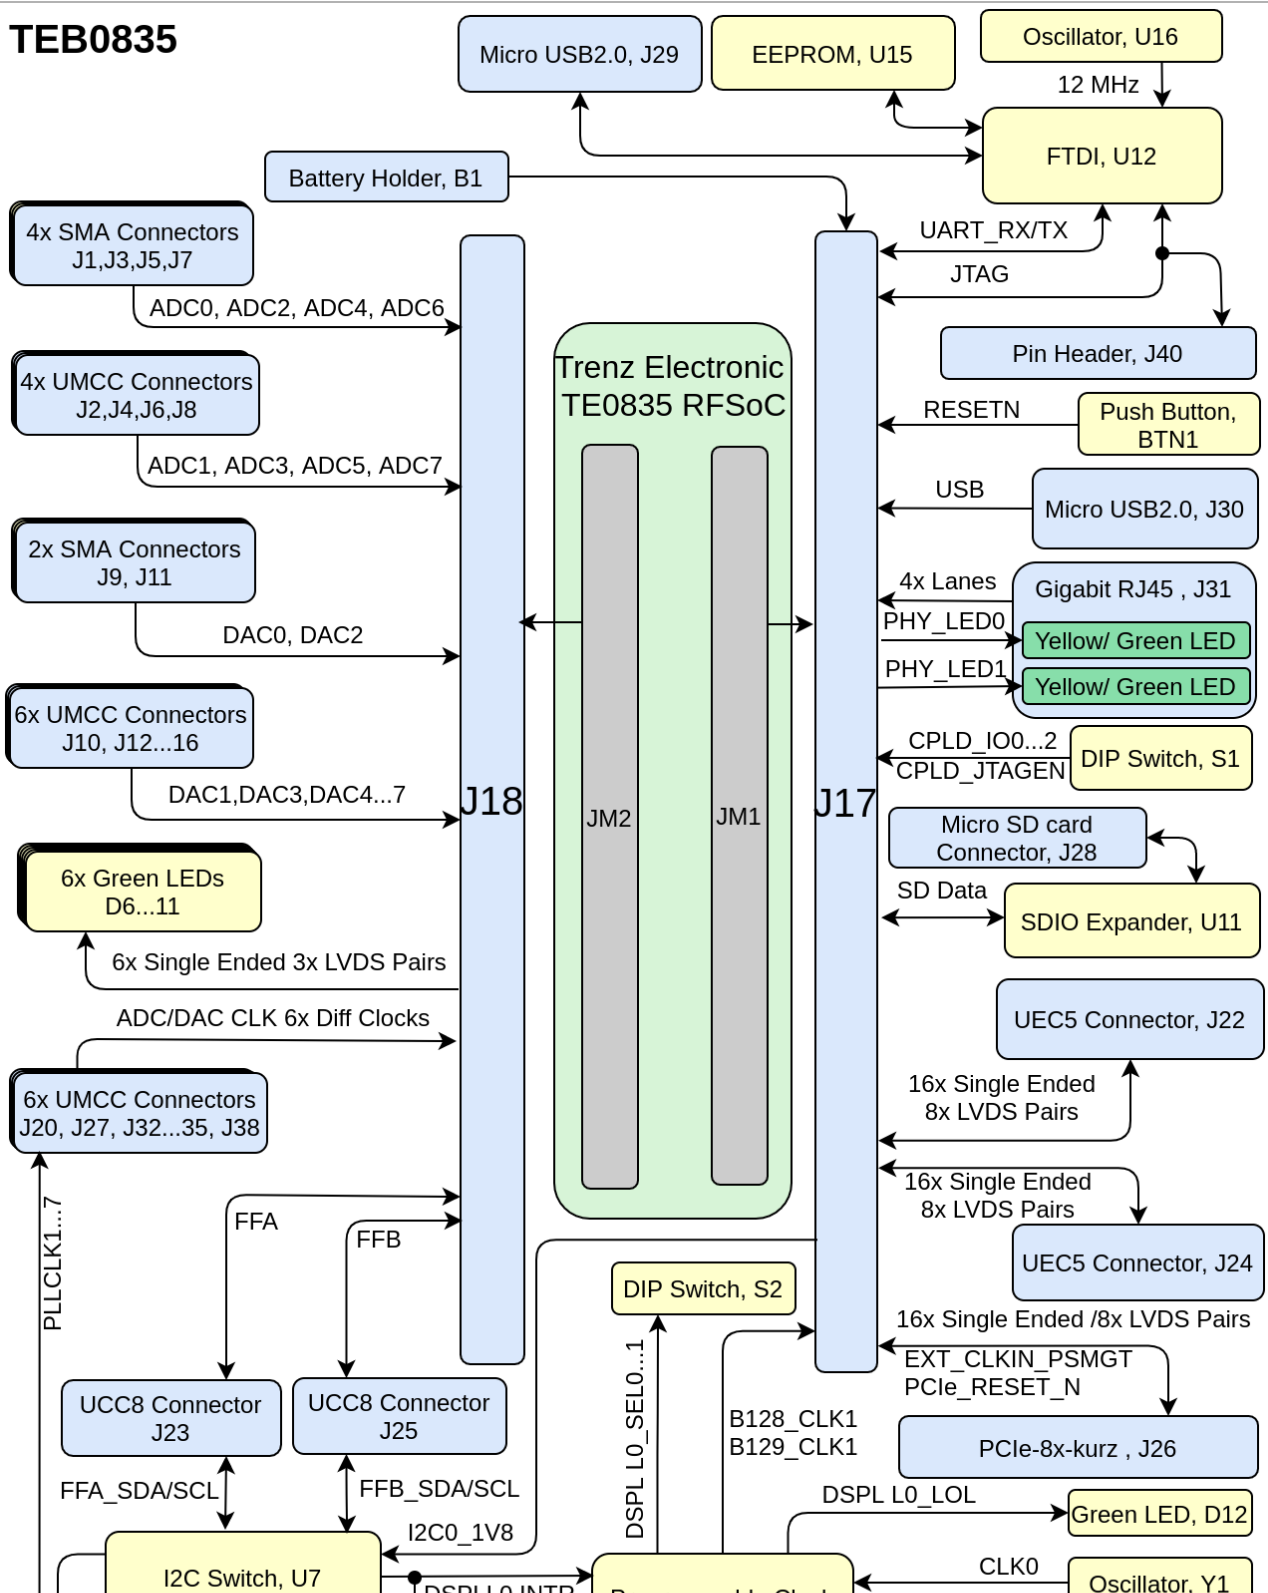 TEB0835
Micro USB2.0, J29
EEPROM, U15
Oscillator, U16
12 MHz
FTDI, U12
Battery Holder, B1
UART_RX/TX
JTAG
Pin Header, J40
4x SMA Connectors
J1,J3,J5,J7
ADC0, ADC2, ADC4, ADC6
4x UMCC Connectors
J2,J4,J6,J8
ADC1, ADC3, ADC5, ADC7
2x SMA Connectors
J9, J11
DAC0, DAC2
6x UMCC Connectors
J10, J12...16
DAC1,DAC3,DAC4...7
6x Green LEDs
D6...11
6x Single Ended 3x LVDS Pairs
ADC/DAC CLK 6x Diff Clocks
6x UMCC Connectors
J20, J27, J32...35, J38
PLLCLK1...7
FFA
FFB
UCC8 Connector
J23
UCC8 Connector
J25
FFA_SDA/SCL
FFB_SDA/SCL
I2C0_1V8
I2C Switch, U7
J18
Trenz Electronic
TE0835 RFSoC
JM2
JM1
J17
RESETN
Push Button,
BTN1
USB
Micro USB2.0, J30
4x Lanes
Gigabit RJ45 , J31
PHY_LED0
Yellow/ Green LED
PHY_LED1
Yellow/ Green LED
CPLD_IO0...2
CPLD_JTAGEN
DIP Switch, S1
Micro SD card
Connector, J28
SD Data
SDIO Expander, U11
UEC5 Connector, J22
16x Single Ended
8x LVDS Pairs
16x Single Ended
8x LVDS Pairs
UEC5 Connector, J24
16x Single Ended /8x LVDS Pairs
EXT_CLKIN_PSMGT
PCIe_RESET_N
PCIe-8x-kurz , J26
DIP Switch, S2
DSPL L0_SEL0...1
B128_CLK1
B129_CLK1
DSPL L0_LOL
Green LED, D12
CLK0
Oscillator, Y1